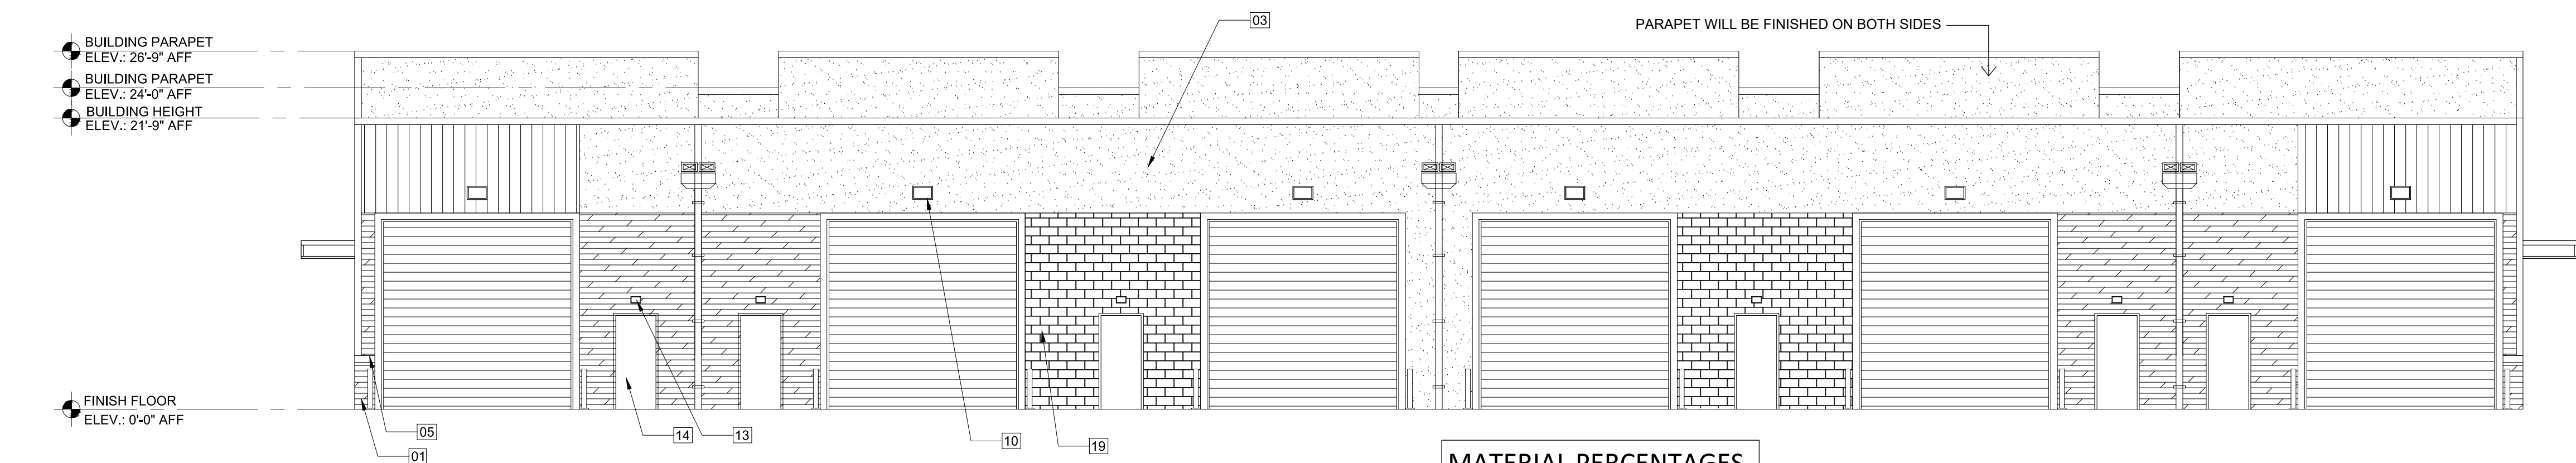 03
PARAPET WILL BE FINISHED ON BOTH SIDES
BUILDING PARAPET
ELEV.: 26'-9" AFF
BUILDING PARAPET
ELEV.: 24'-0" AFF
BUILDING HEIGHT
ELEV.: 21'-9" AFF
FINISH FLOOR
ELEV.: 0'-0" AFF
05
14
13
10
19
01
MATERIAL PERCENTAGES